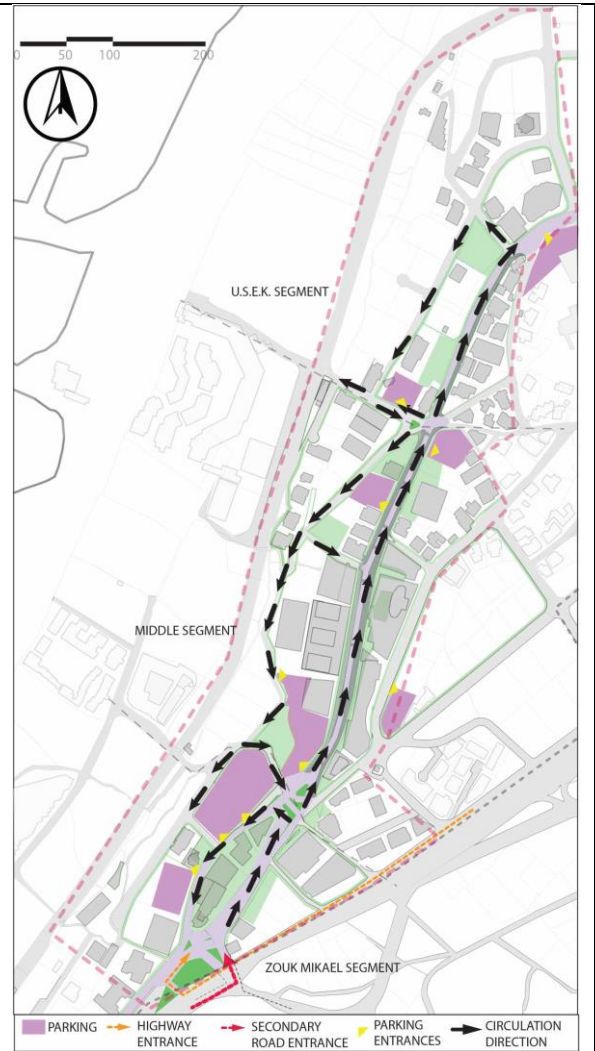 0 50 100 200
U.S.E.K. SEGMENT
MIDDLE SEGMENT
ZOUK MIKAEL SEGMENT
PARKING
HIGHWAY
ENTRANCE
SECONDARY
ROAD ENTRANCE
PARKING
ENTRANCES
CIRCULATION
DIRECTION